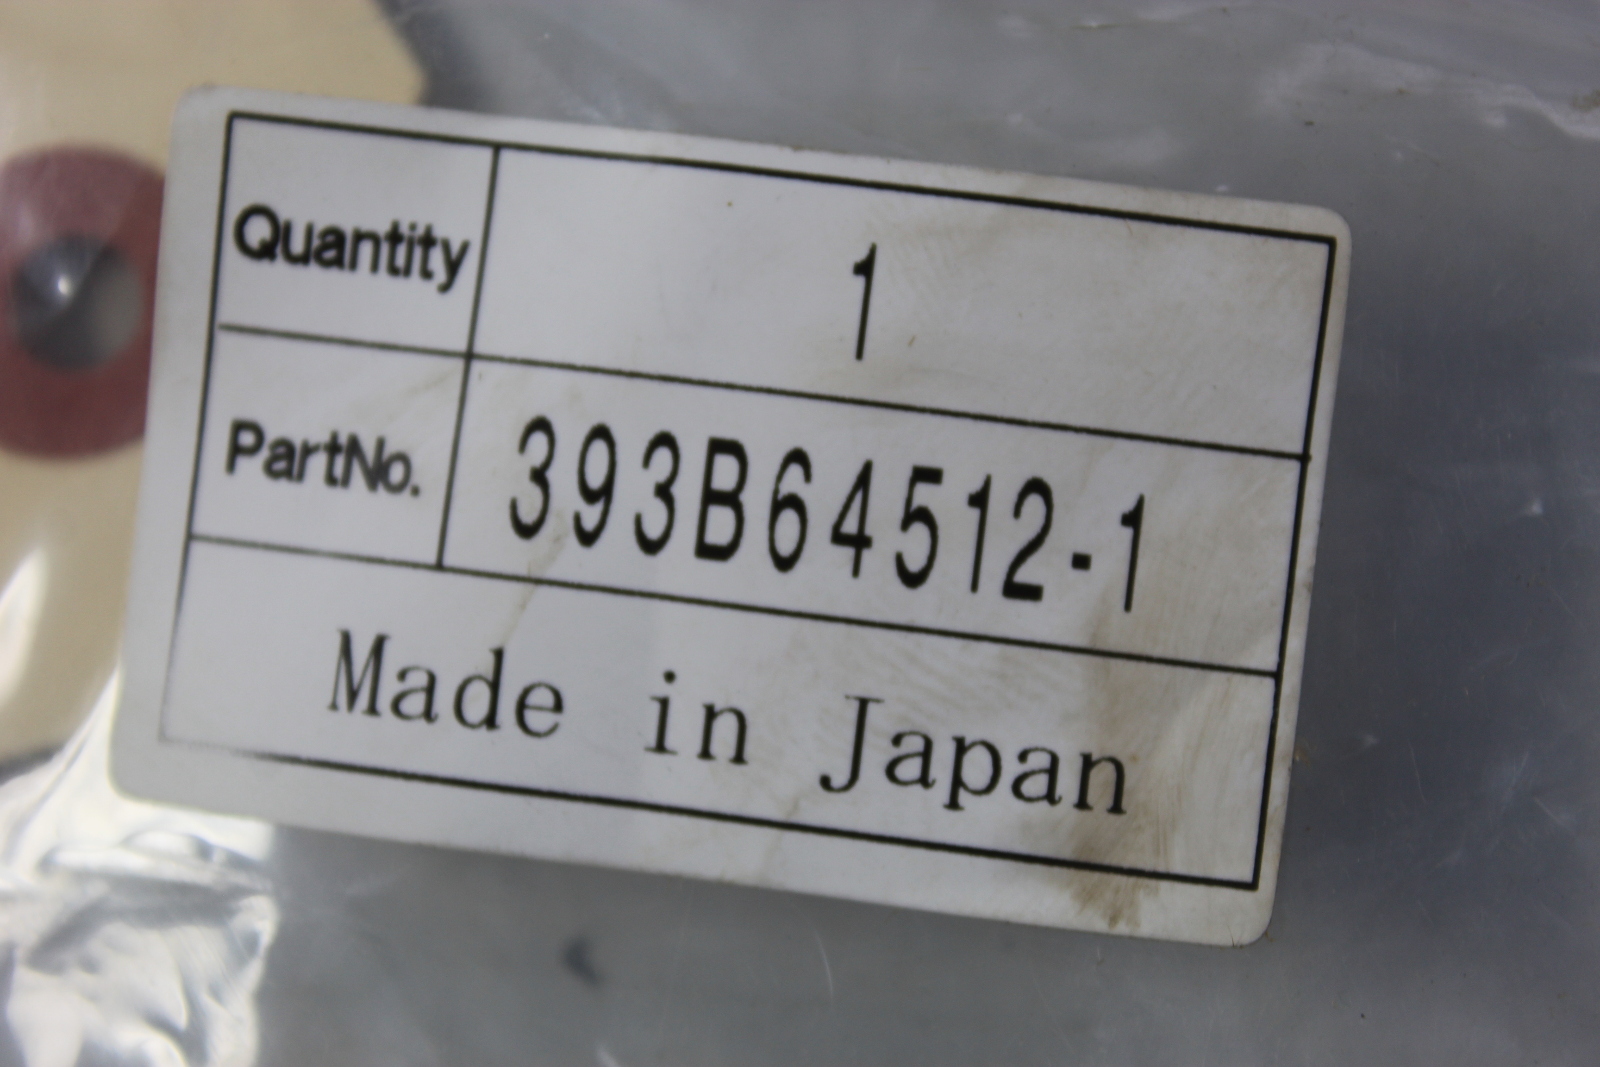 Quantity 1
PartNo. 393B64512-1
Made in Japan